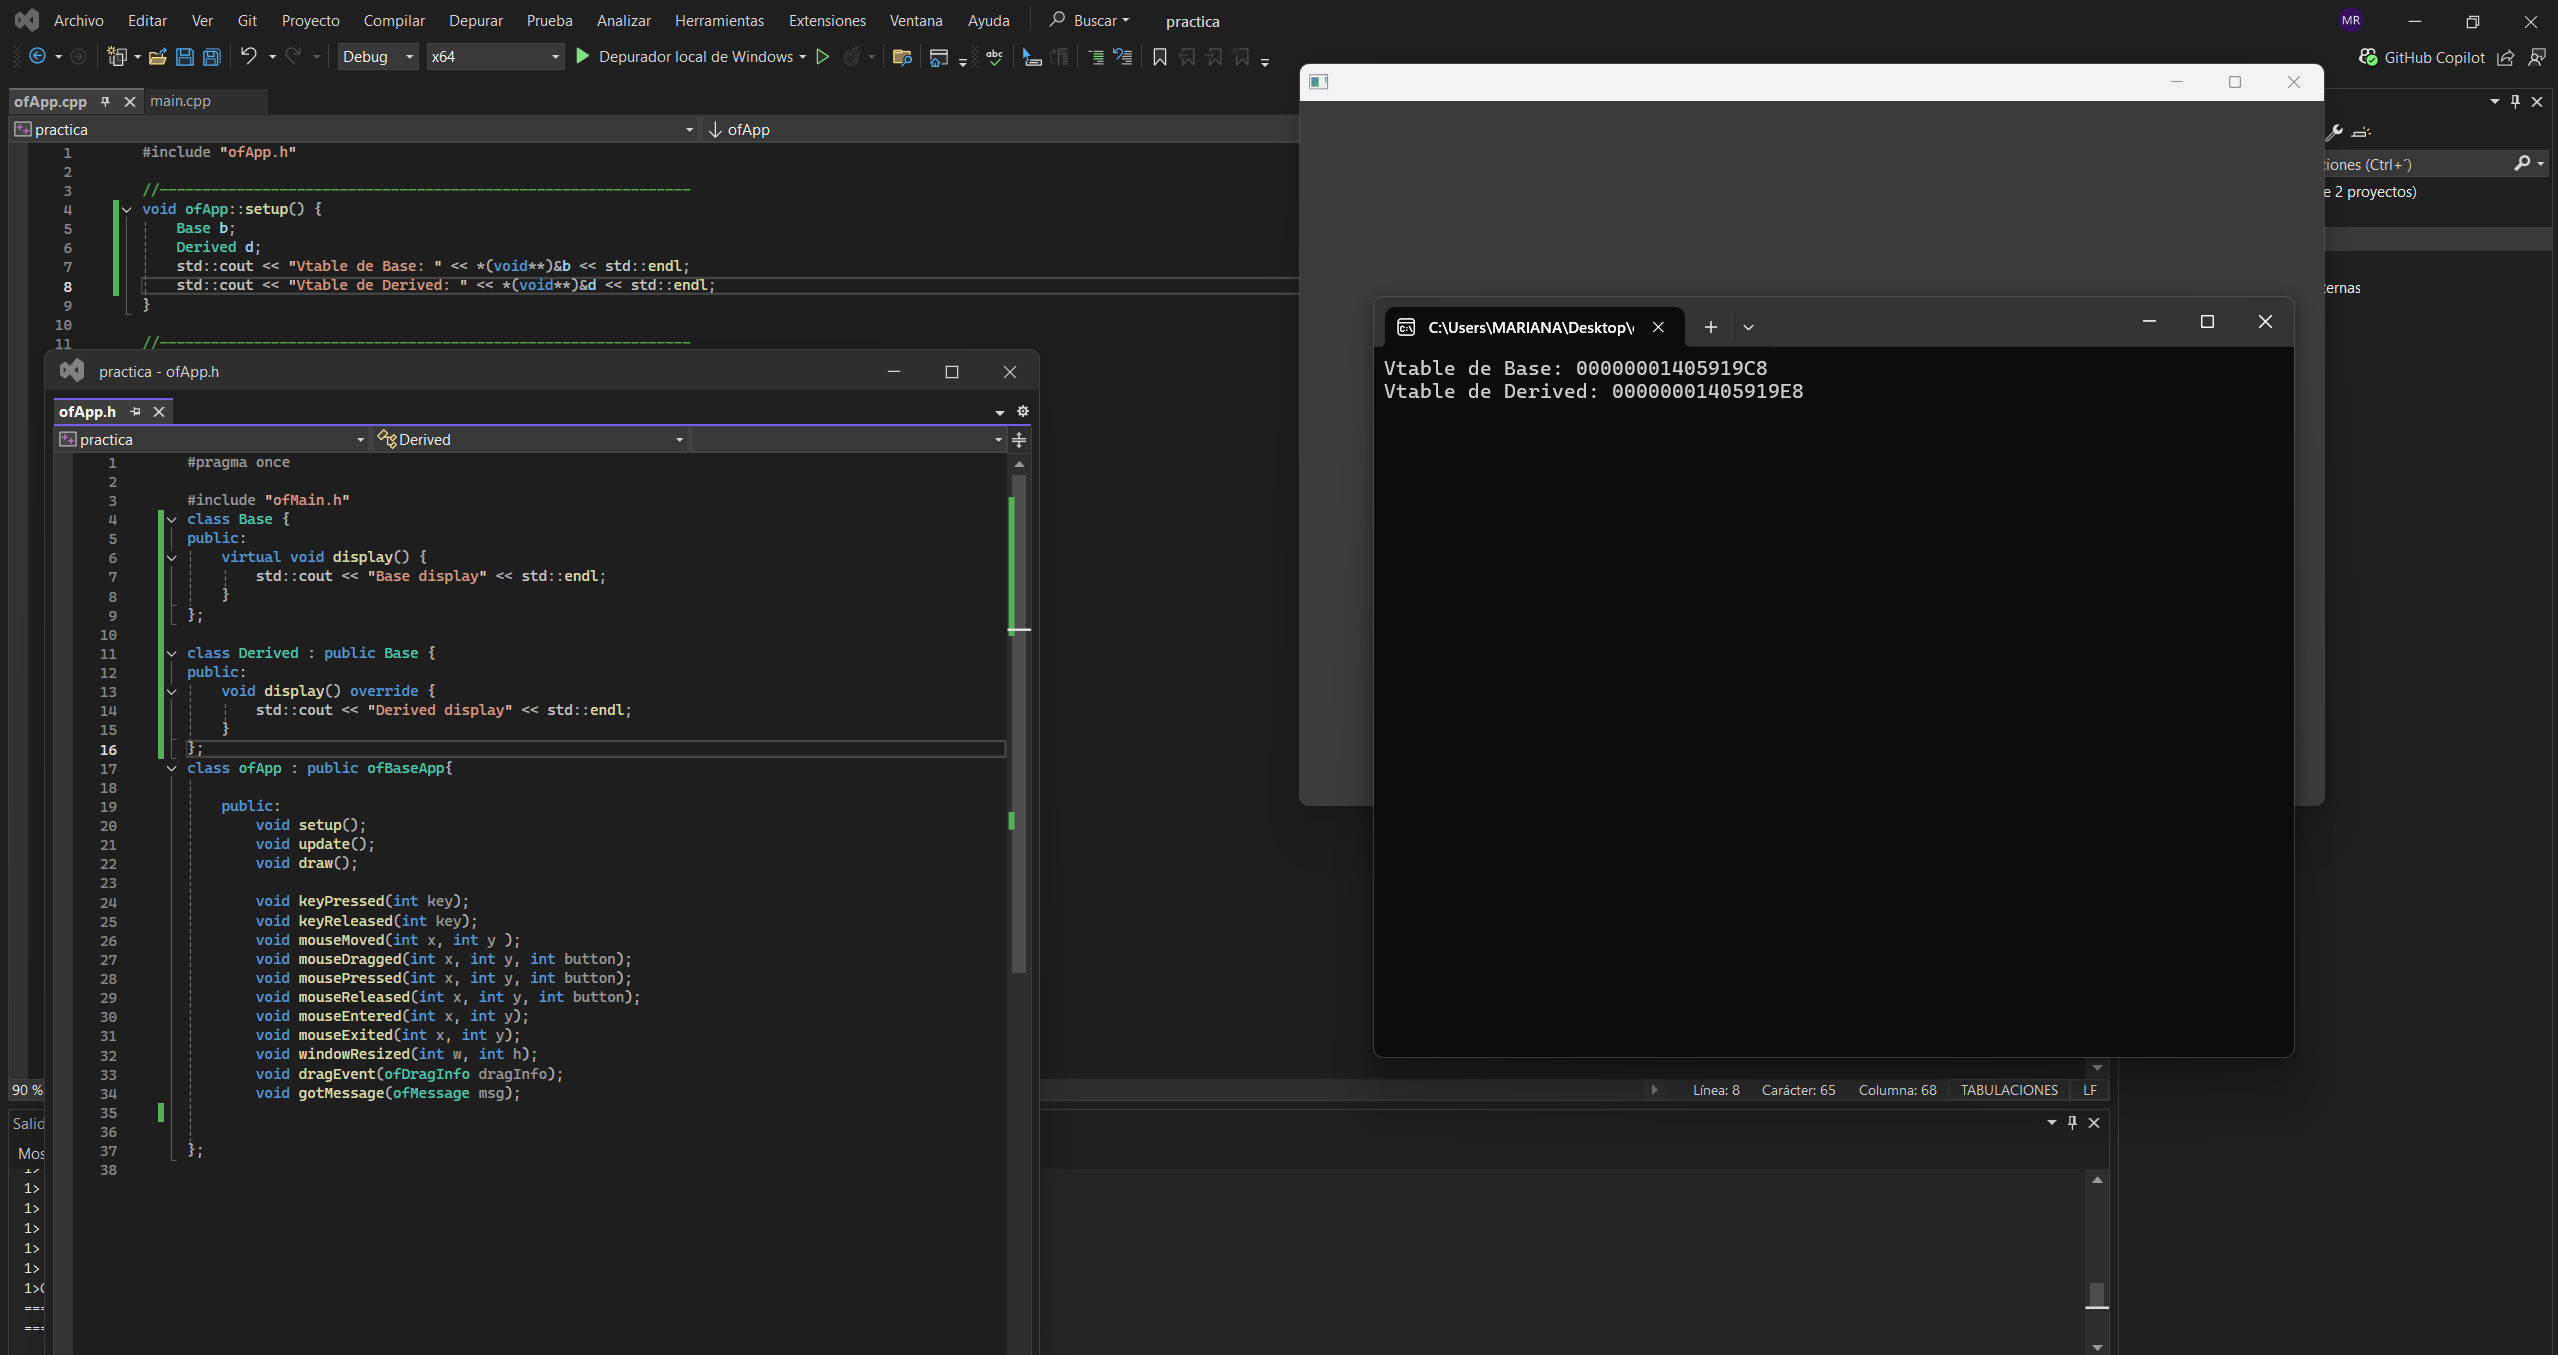 Archivo Editar Ver Git Proyecto Compilar Depurar Prueba Analizar Herramientas Extensiones Ventana Ayuda Buscar practica MR
Debug x64 Depurador local de Windows GitHub Copilot
ofApp.cpp main.cpp
practica ofApp
1 #include "ofApp.h"
2
3 //--------------------------------------------------------------
4 void ofApp::setup() {
5 Base b;
6 Derived d;
7 std::cout << "Vtable de Base: " << *(void**)&b << std::endl;
8 std::cout << "Vtable de Derived: " << *(void**)&d << std::endl;
9 }
10
11 //--------------------------------------------------------------
practica - ofApp.h
ofApp.h
practica Derived
1 #pragma once
2
3 #include "ofMain.h"
4 class Base {
5 public:
6 virtual void display() {
7 std::cout << "Base display" << std::endl;
8 }
9 };
10
11 class Derived : public Base {
12 public:
13 void display() override {
14 std::cout << "Derived display" << std::endl;
15 }
16 };
17 class ofApp : public ofBaseApp{
18
19 public:
20 void setup();
21 void update();
22 void draw();
23
24 void keyPressed(int key);
25 void keyReleased(int key);
26 void mouseMoved(int x, int y );
27 void mouseDragged(int x, int y, int button);
28 void mousePressed(int x, int y, int button);
29 void mouseReleased(int x, int y, int button);
30 void mouseEntered(int x, int y);
31 void mouseExited(int x, int y);
32 void windowResized(int w, int h);
33 void dragEvent(ofDragInfo dragInfo);
34 void gotMessage(ofMessage msg);
35
36
37 };
38
C:\Users\MARIANA\Desktop\
Vtable de Base: 00000001405919C8
Vtable de Derived: 00000001405919E8
iones (Ctrl+´)
e 2 proyectos)
ternas
90 %
Línea: 8 Carácter: 65 Columna: 68 TABULACIONES LF
Salid
Mos
1>
1>
1>
1>
1>
1>
===
===